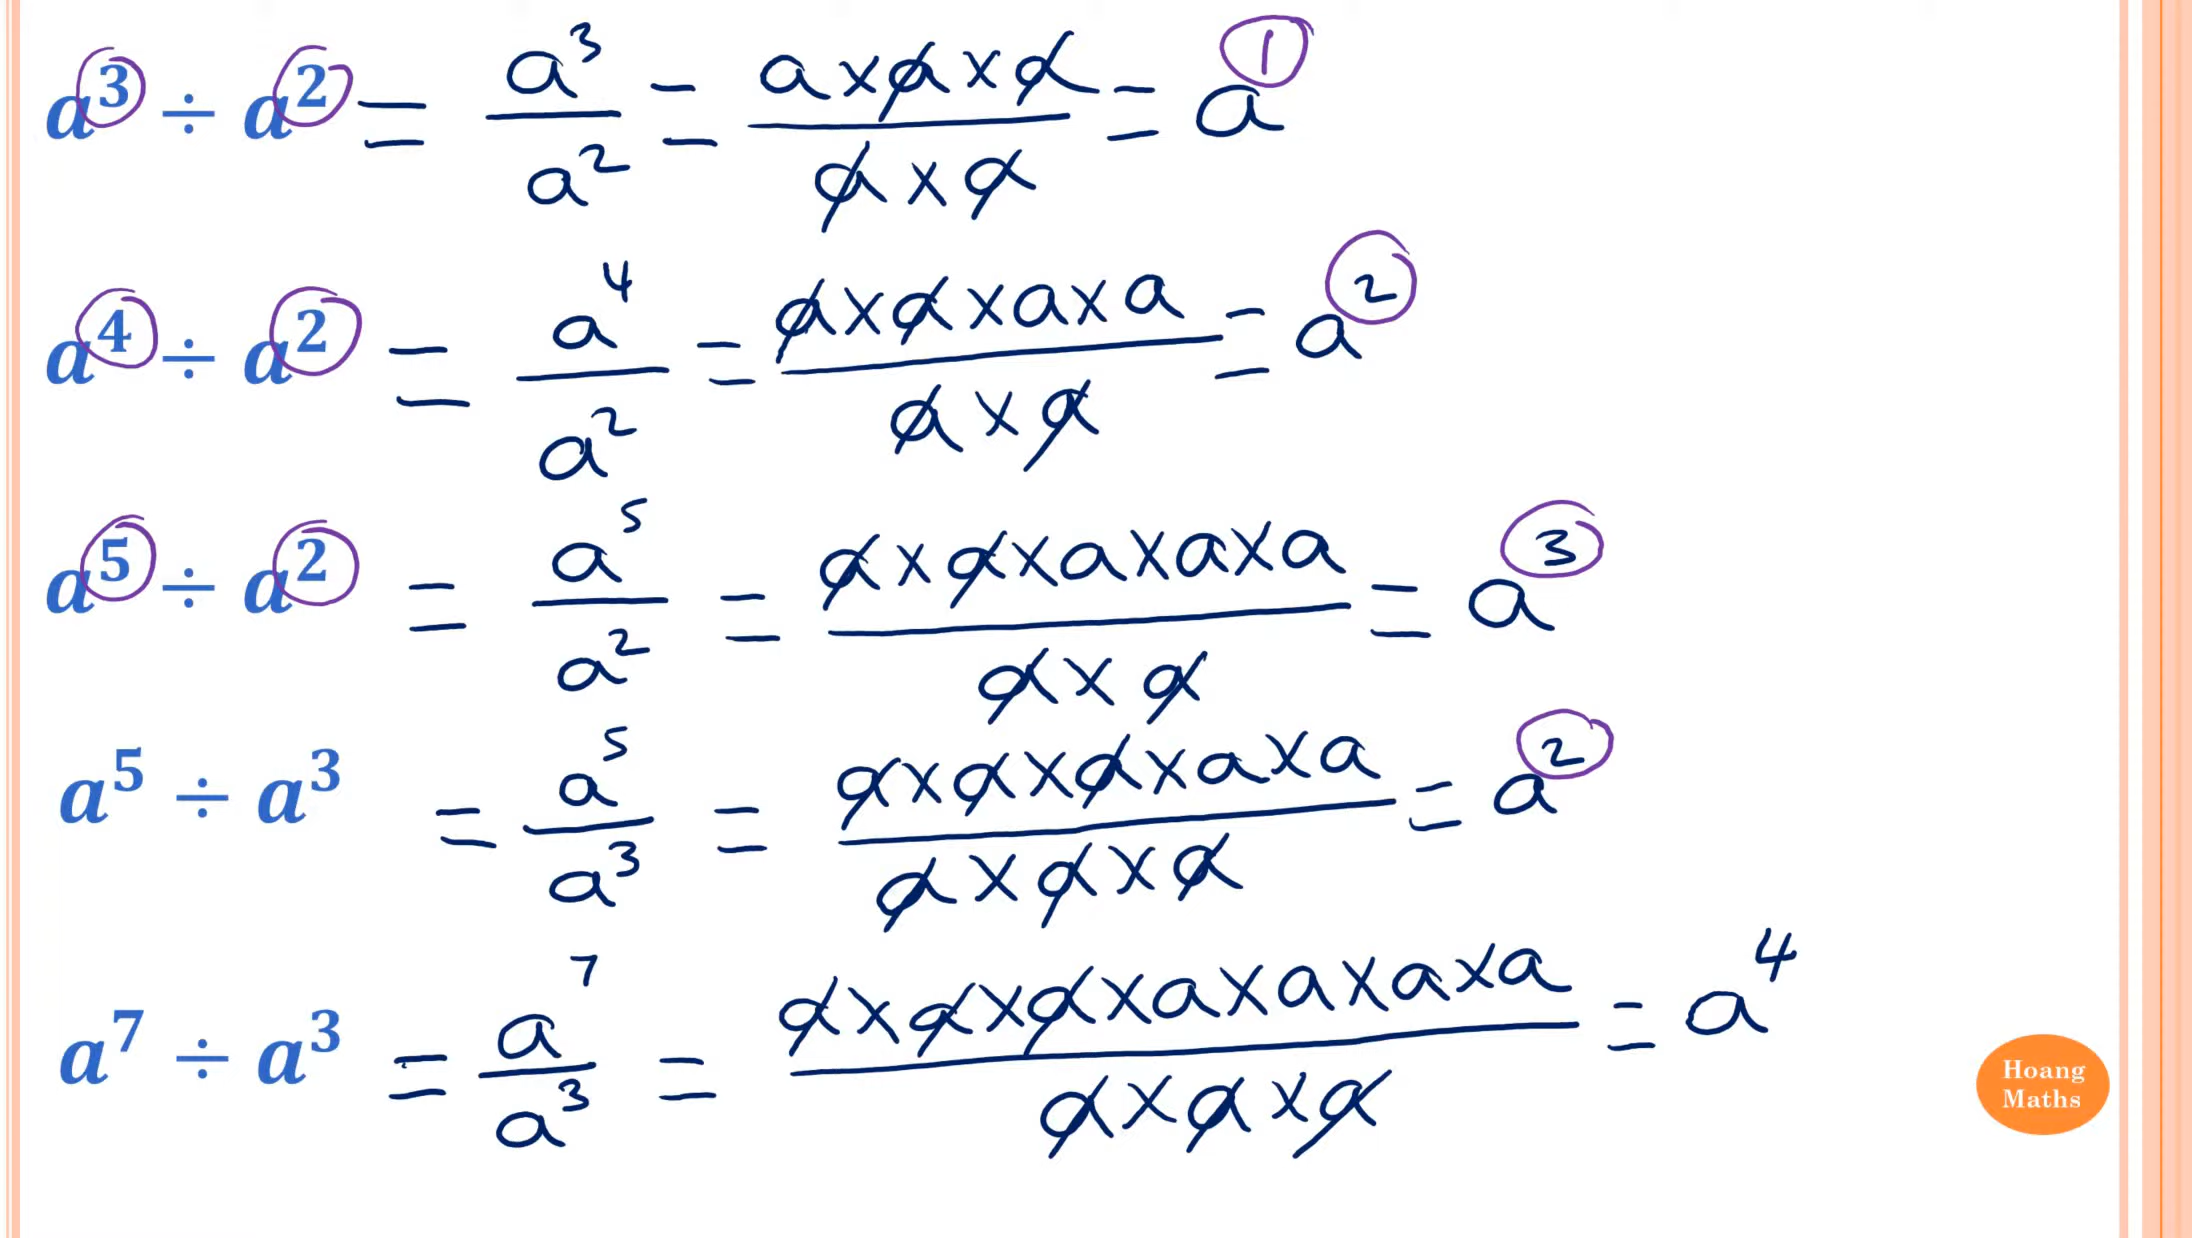 a³ ÷ a² = a³/a² = (a×a×a)/(a×a) = a¹
a⁴ ÷ a² = a⁴/a² = (a×a×a×a)/(a×a) = a²
a⁵ ÷ a² = a⁵/a² = (a×a×a×a×a)/(a×a) = a³
a⁵ ÷ a³ = a⁵/a³ = (a×a×a×a×a)/(a×a×a) = a²
a⁷ ÷ a³ = a⁷/a³ = (a×a×a×a×a×a×a)/(a×a×a) = a⁴
Hoang
Maths